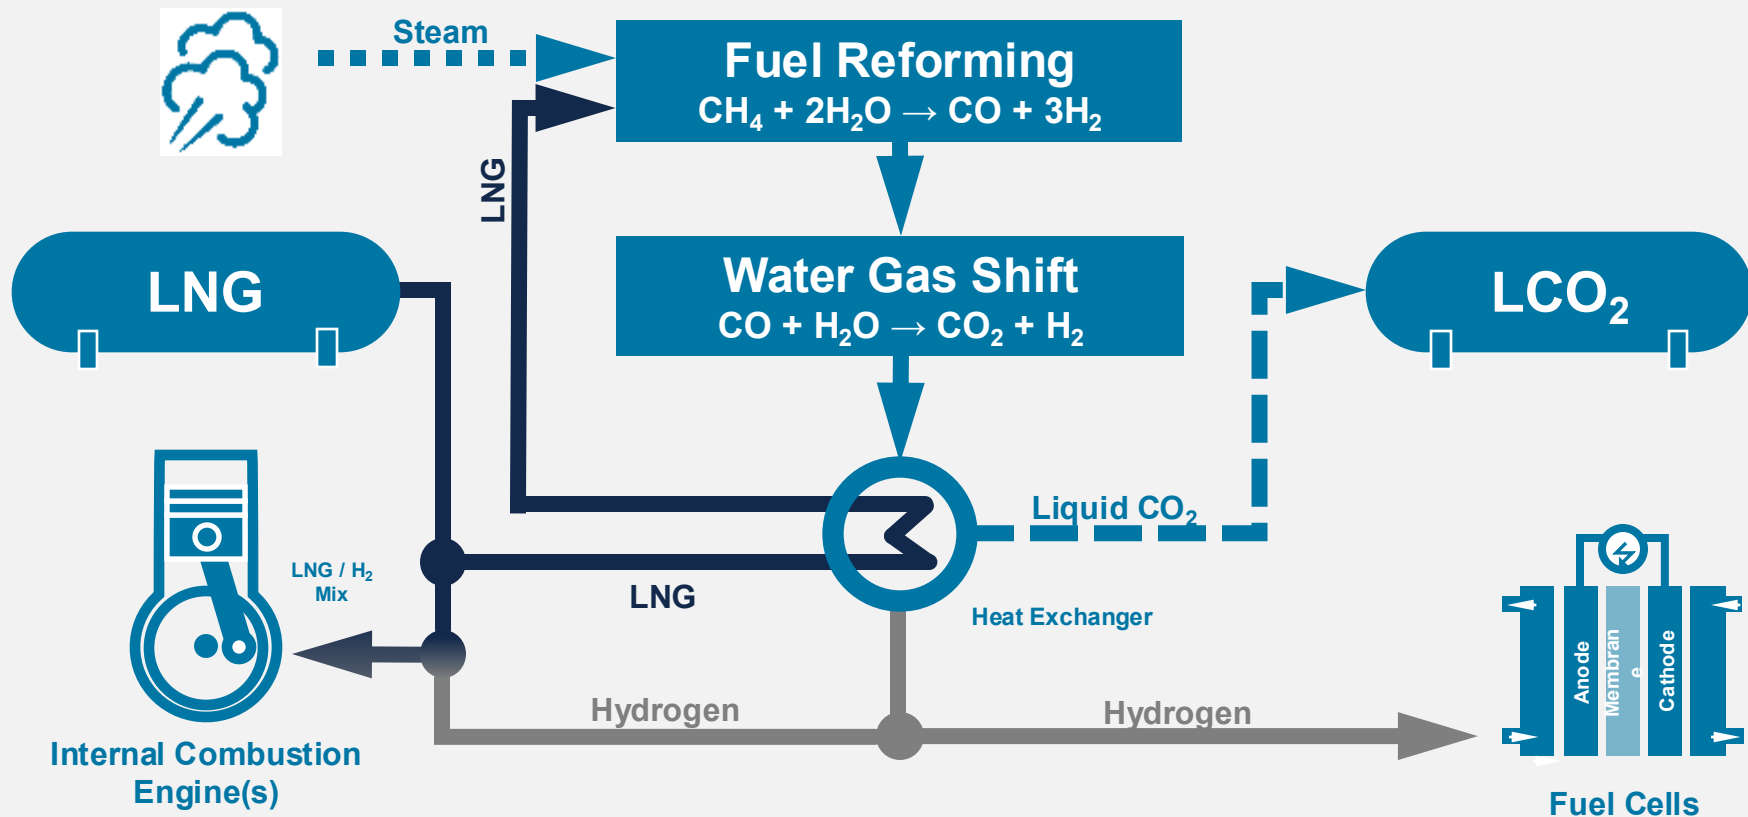 Steam
Fuel Reforming
CH₄ + 2H₂O → CO + 3H₂
LNG
LNG
Water Gas Shift
CO + H₂O → CO₂ + H₂
LCO₂
Liquid CO₂
LNG / H₂
Mix
LNG
Heat Exchanger
Anode
Membran
e
Cathode
Hydrogen
Hydrogen
Internal Combustion
Engine(s)
Fuel Cells